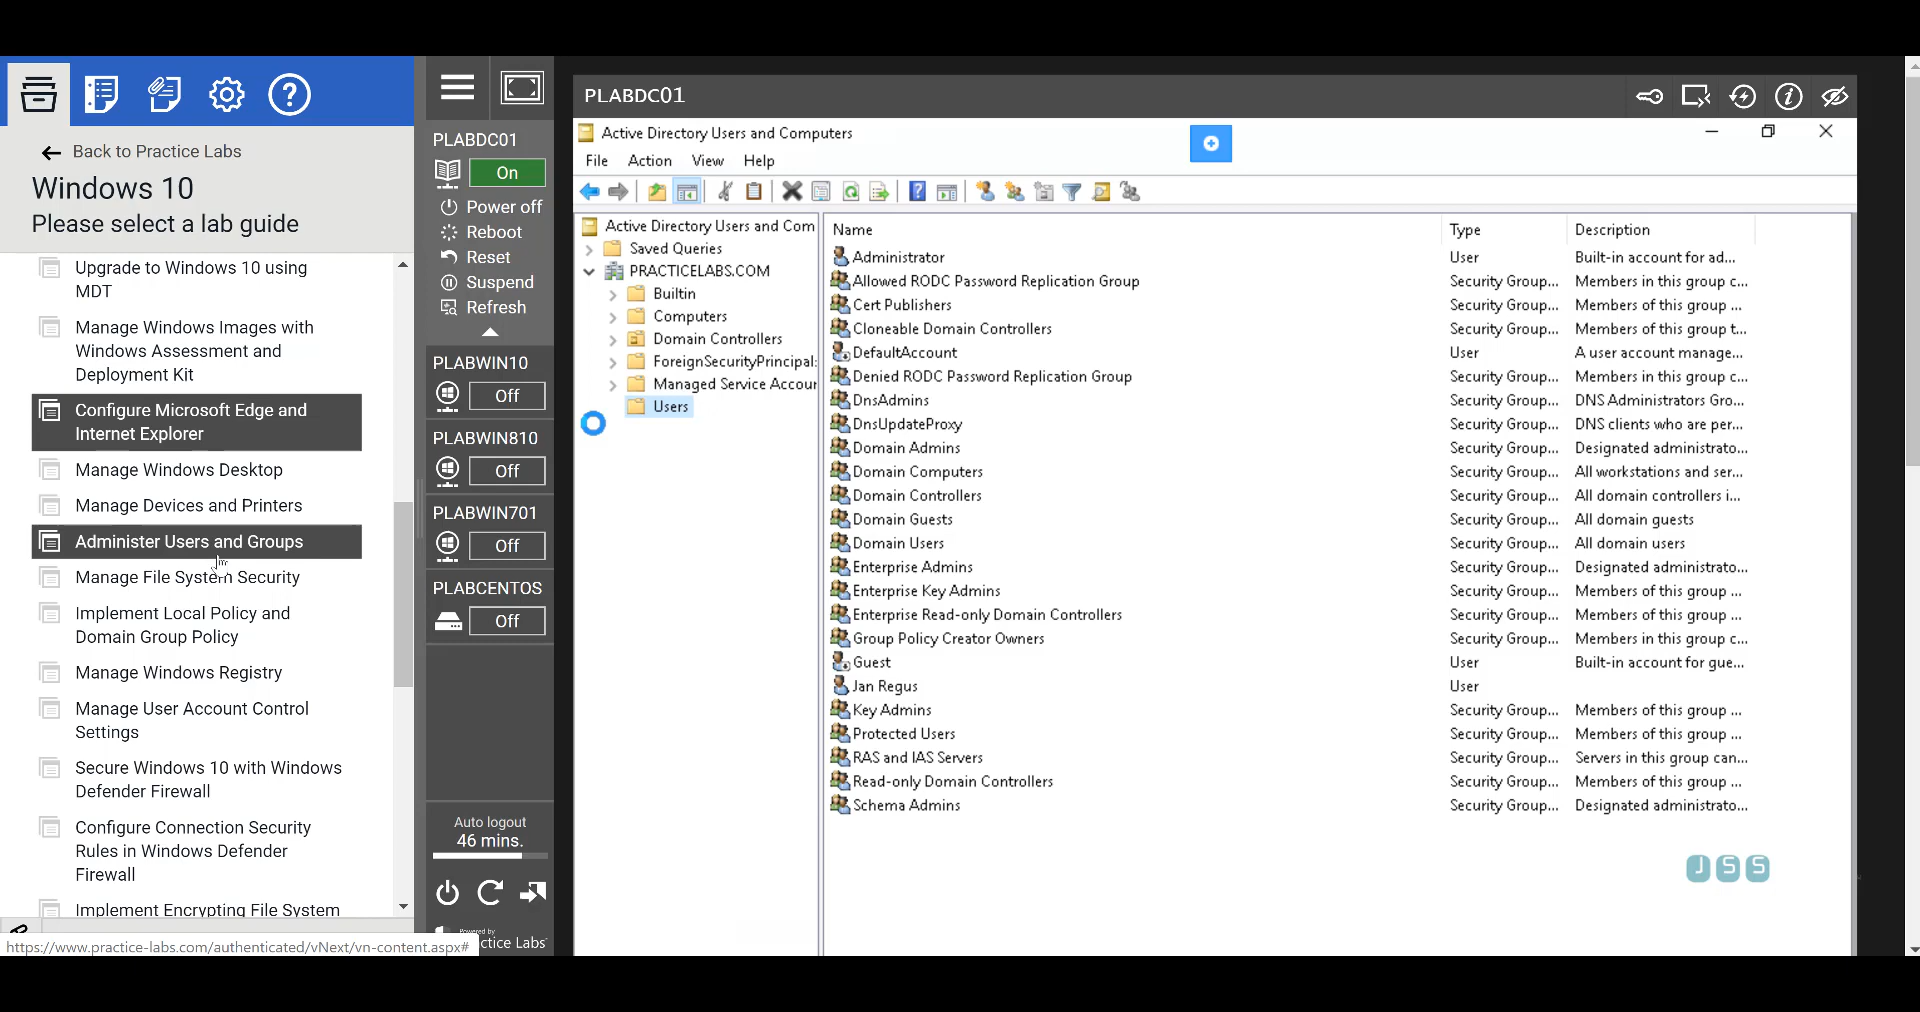 Back to Practice Labs
Windows 10
Please select a lab guide
Upgrade to Windows 10 using
MDT
Manage Windows Images with
Windows Assessment and
Deployment Kit
Configure Microsoft Edge and
Internet Explorer
Manage Windows Desktop
Manage Devices and Printers
Administer Users and Groups
Manage File System Security
Implement Local Policy and
Domain Group Policy
Manage Windows Registry
Manage User Account Control
Settings
Secure Windows 10 with Windows
Defender Firewall
Configure Connection Security
Rules in Windows Defender
Firewall
Implement Encrypting File System
https://www.practice-labs.com/authenticated/vNext/vn-content.aspx#
PLABDC01
On
Power off
Reboot
Reset
Suspend
Refresh
PLABWIN10
Off
PLABWIN810
Off
PLABWIN701
Off
PLABCENTOS
Off
Auto logout
46 mins.
Powered by
ctice Labs
PLABDC01
Active Directory Users and Computers
File Action View Help
Active Directory Users and Com
Saved Queries
PRACTICELABS.COM
Builtin
Computers
Domain Controllers
ForeignSecurityPrincipal:
Managed Service Accour
Users
Name Type Description
Administrator User Built-in account for ad...
Allowed RODC Password Replication Group Security Group... Members in this group c...
Cert Publishers Security Group... Members of this group ...
Cloneable Domain Controllers Security Group... Members of this group t...
DefaultAccount User A user account manage...
Denied RODC Password Replication Group Security Group... Members in this group c...
DnsAdmins Security Group... DNS Administrators Gro...
DnsUpdateProxy Security Group... DNS clients who are per...
Domain Admins Security Group... Designated administrato...
Domain Computers Security Group... All workstations and ser...
Domain Controllers Security Group... All domain controllers i...
Domain Guests Security Group... All domain guests
Domain Users Security Group... All domain users
Enterprise Admins Security Group... Designated administrato...
Enterprise Key Admins Security Group... Members of this group ...
Enterprise Read-only Domain Controllers Security Group... Members of this group ...
Group Policy Creator Owners Security Group... Members in this group c...
Guest User Built-in account for gue...
Jan Regus User
Key Admins Security Group... Members of this group ...
Protected Users Security Group... Members of this group ...
RAS and IAS Servers Security Group... Servers in this group can...
Read-only Domain Controllers Security Group... Members of this group ...
Schema Admins Security Group... Designated administrato...
JSS